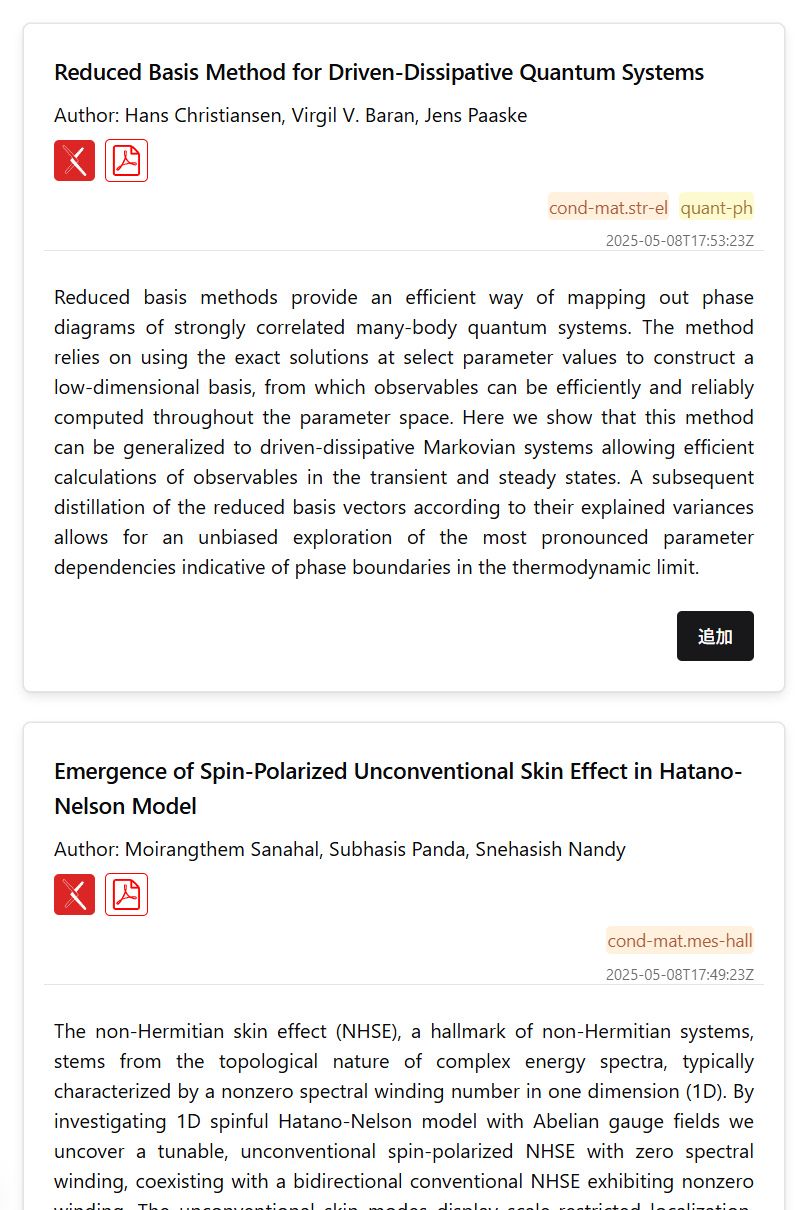 Reduced Basis Method for Driven-Dissipative Quantum Systems
Author: Hans Christiansen, Virgil V. Baran, Jens Paaske
cond-mat.str-el quant-ph
2025-05-08T17:53:23Z
Reduced basis methods provide an efficient way of mapping out phase
diagrams of strongly correlated many-body quantum systems. The method
relies on using the exact solutions at select parameter values to construct a
low-dimensional basis, from which observables can be efficiently and reliably
computed throughout the parameter space. Here we show that this method
can be generalized to driven-dissipative Markovian systems allowing efficient
calculations of observables in the transient and steady states. A subsequent
distillation of the reduced basis vectors according to their explained variances
allows for an unbiased exploration of the most pronounced parameter
dependencies indicative of phase boundaries in the thermodynamic limit.
追加
Emergence of Spin-Polarized Unconventional Skin Effect in Hatano-
Nelson Model
Author: Moirangthem Sanahal, Subhasis Panda, Snehasish Nandy
cond-mat.mes-hall
2025-05-08T17:49:23Z
The non-Hermitian skin effect (NHSE), a hallmark of non-Hermitian systems,
stems from the topological nature of complex energy spectra, typically
characterized by a nonzero spectral winding number in one dimension (1D). By
investigating 1D spinful Hatano-Nelson model with Abelian gauge fields we
uncover a tunable, unconventional spin-polarized NHSE with zero spectral
winding, coexisting with a bidirectional conventional NHSE exhibiting nonzero
winding. The unconventional skin modes display scale-restricted localization,